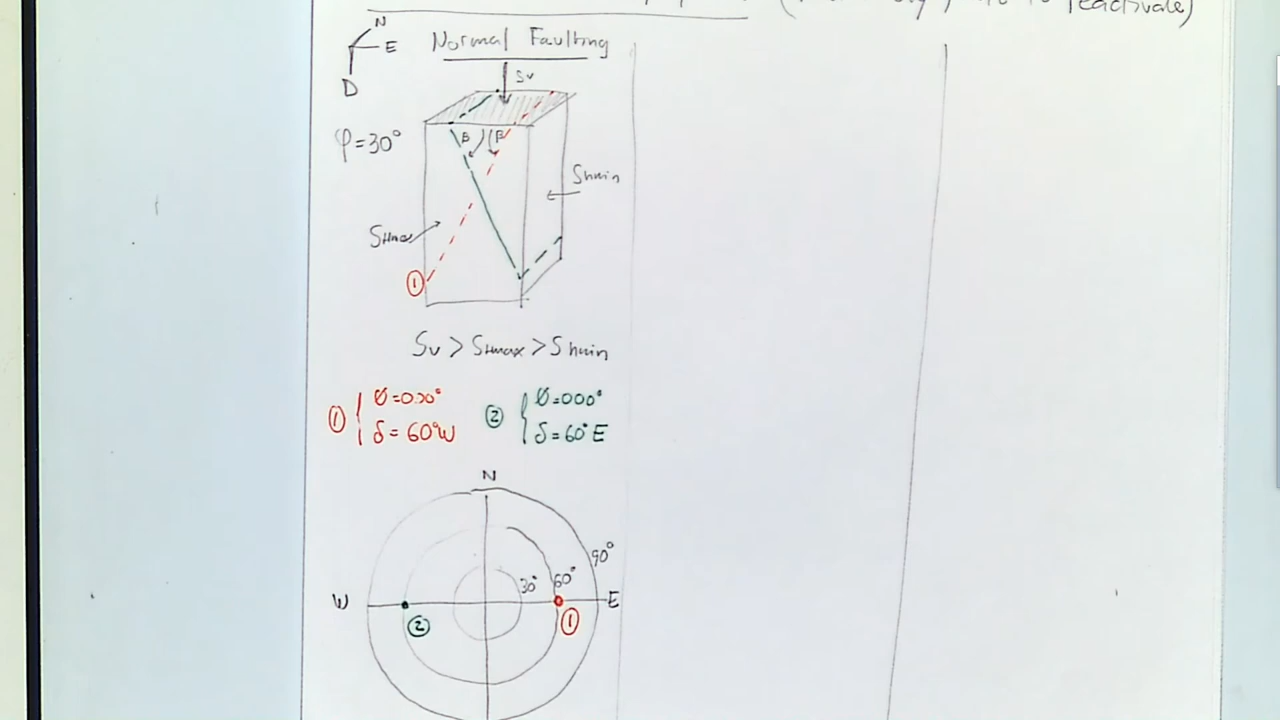 reactivate)
N
E
D
Normal Faulting
Sv
φ=30°
β β
Shmin
SHmax
①
Sv > SHmax > Shmin
① { Ø=000°
δ=60°W
② { Ø=000°
δ=60°E
N
90°
30° 60°
W E
② ①